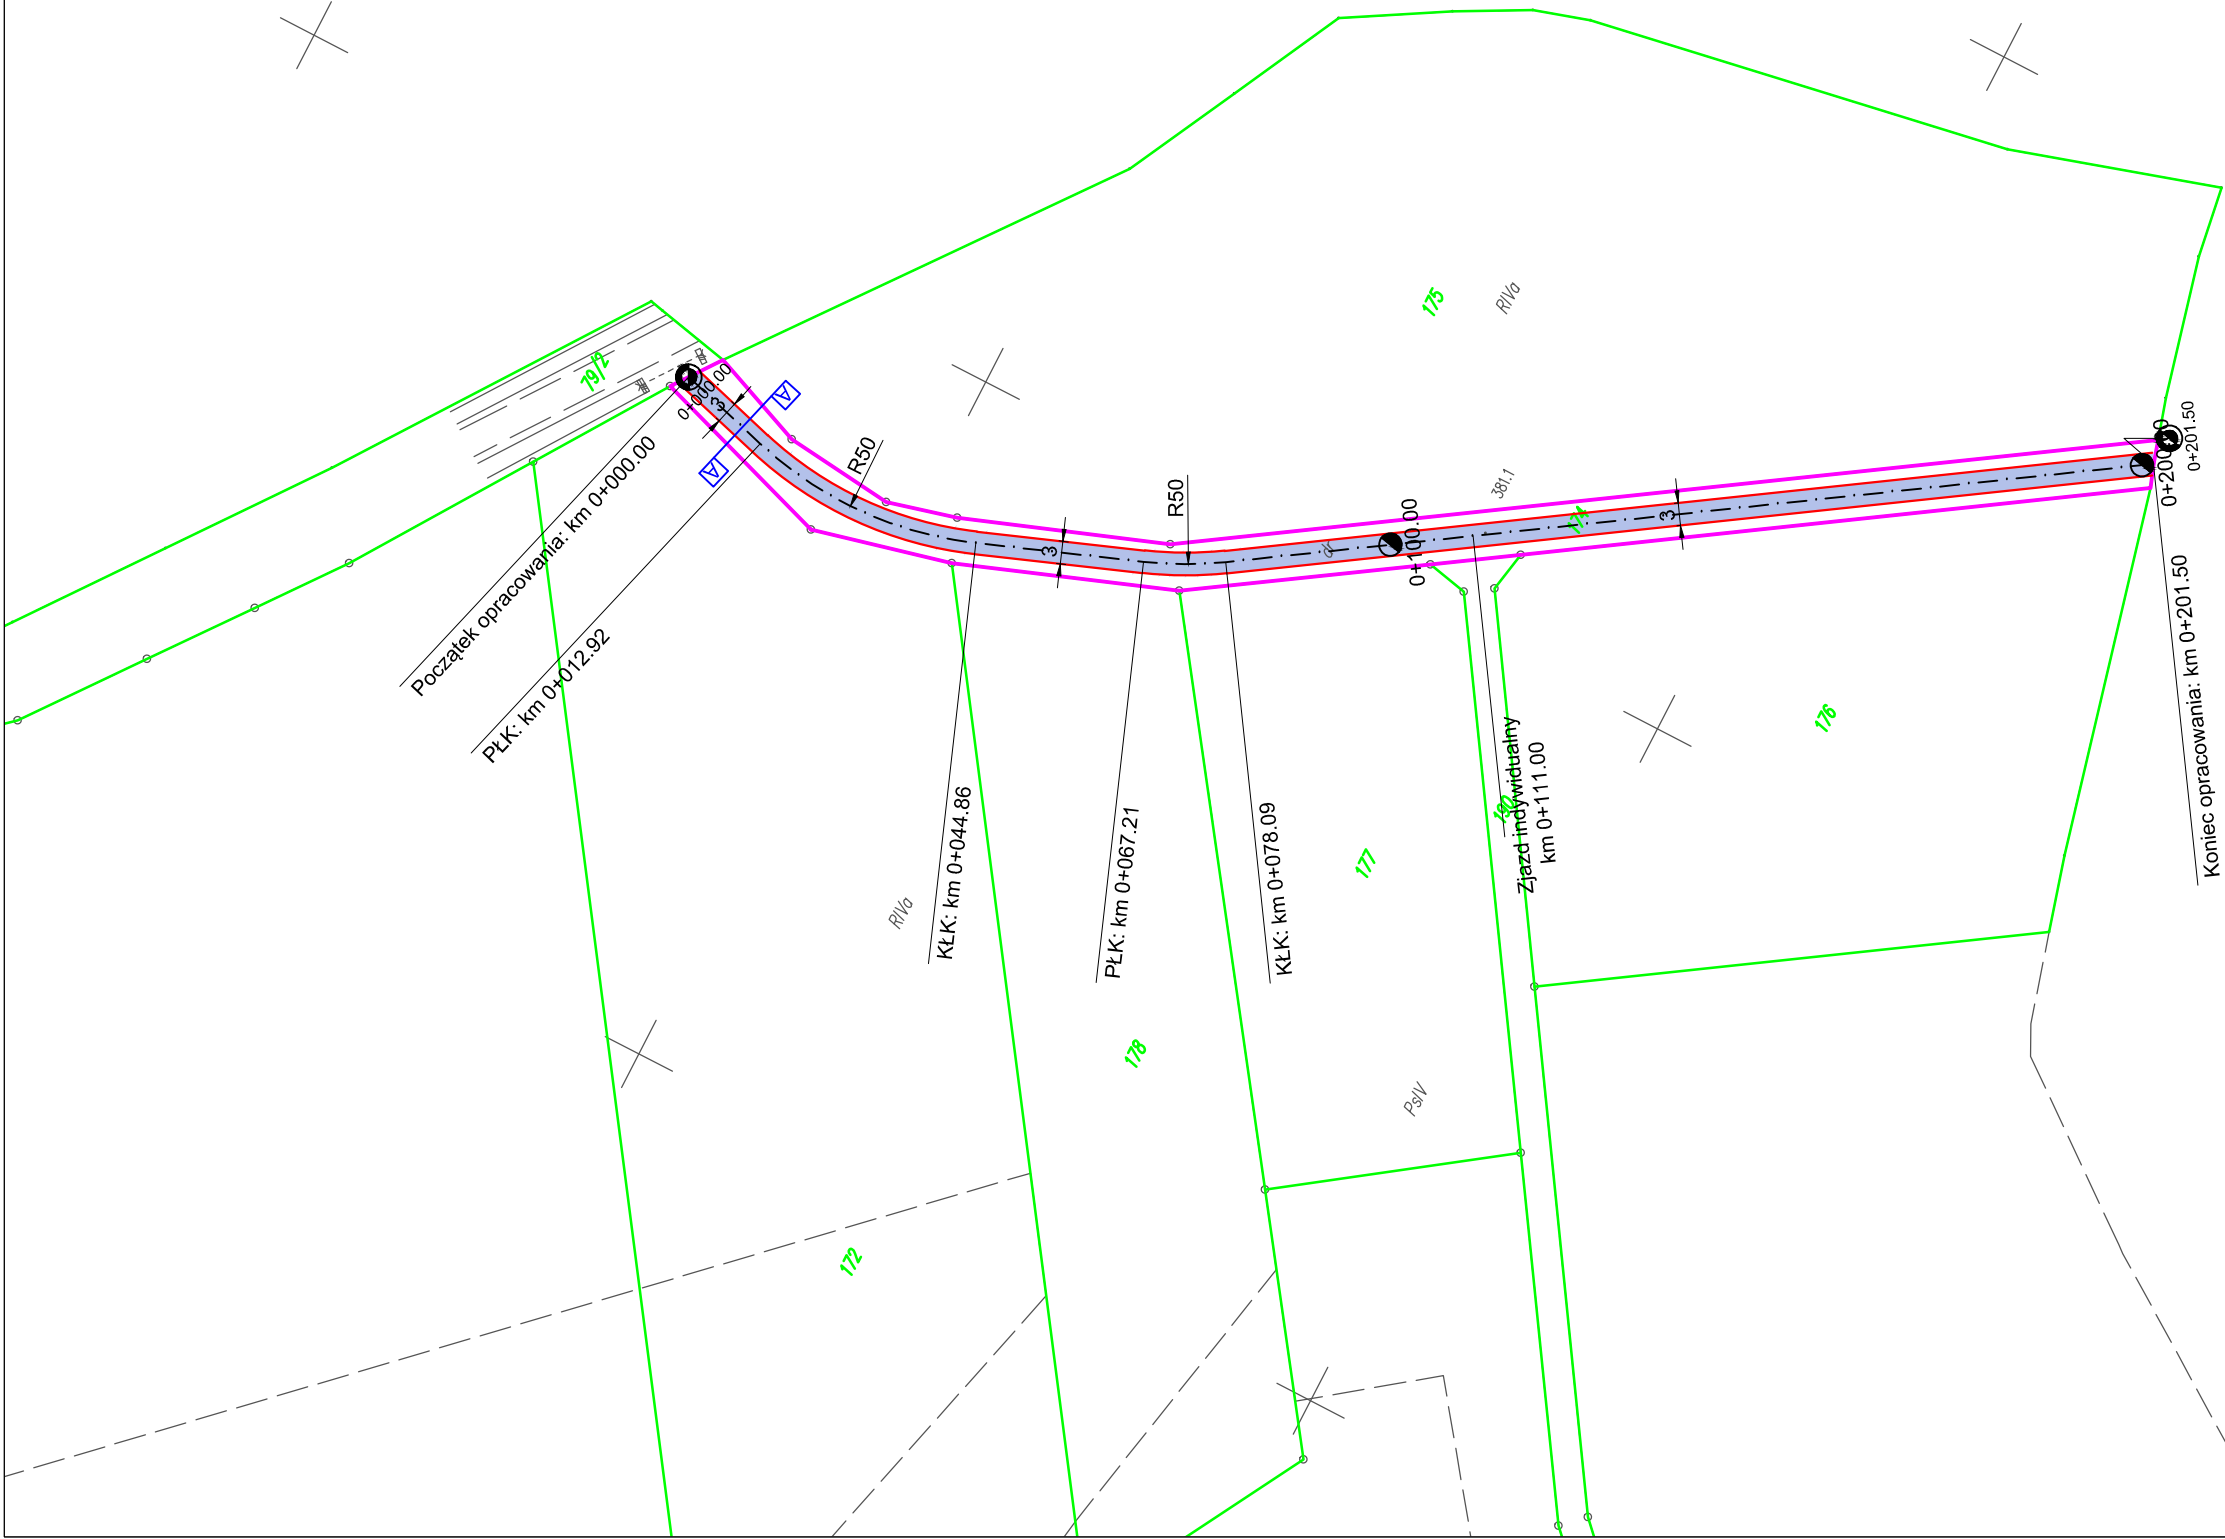 79/2
175
RIVa
0+000.00
3
A
A
Początek opracowania: km 0+000.00
PŁK: km 0+012.92
R50
R50
381.1
174
3
3
dr
0+100.00
0+200.00
0+201.50
Koniec opracowania: km 0+201.50
176
Zjazd indywidualny
km 0+111.00
177
RIVa
KŁK: km 0+044.86
PŁK: km 0+067.21
KŁK: km 0+078.09
178
PsIV
172